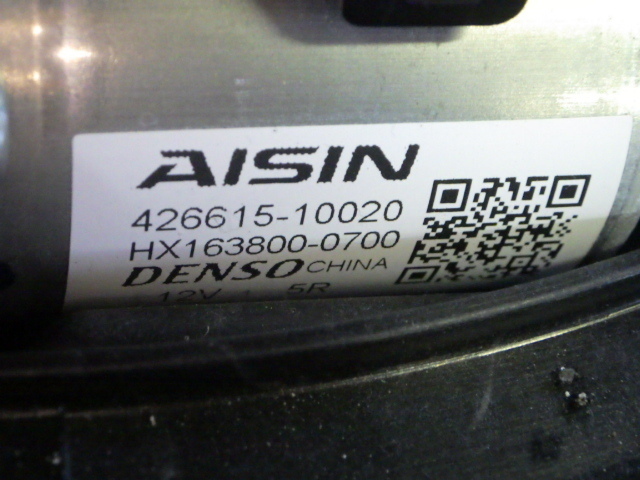 AISIN
426615-10020
HX163800-0700
DENSO CHINA
12V 5R